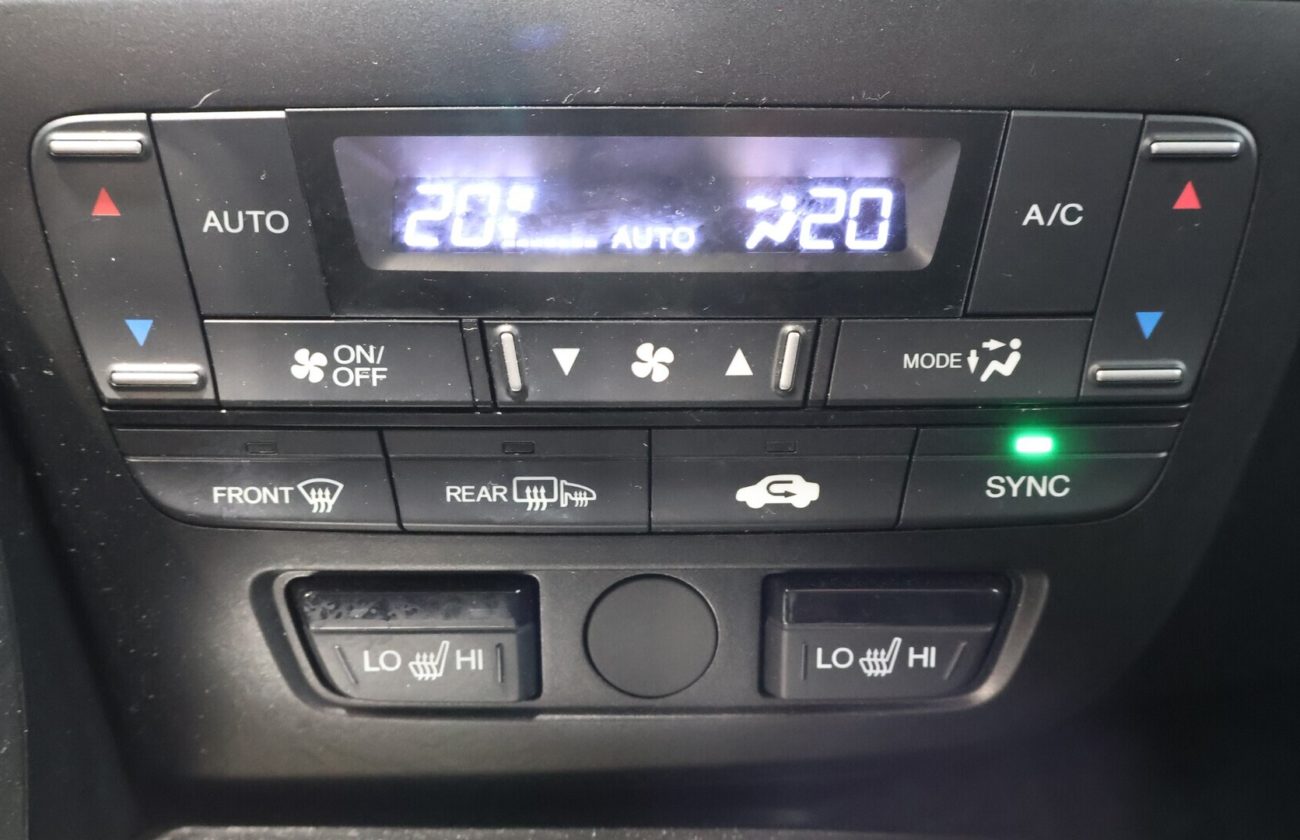 AUTO
20
AUTO
20
A/C
ON/
OFF
MODE
FRONT
REAR
SYNC
LO HI
LO HI